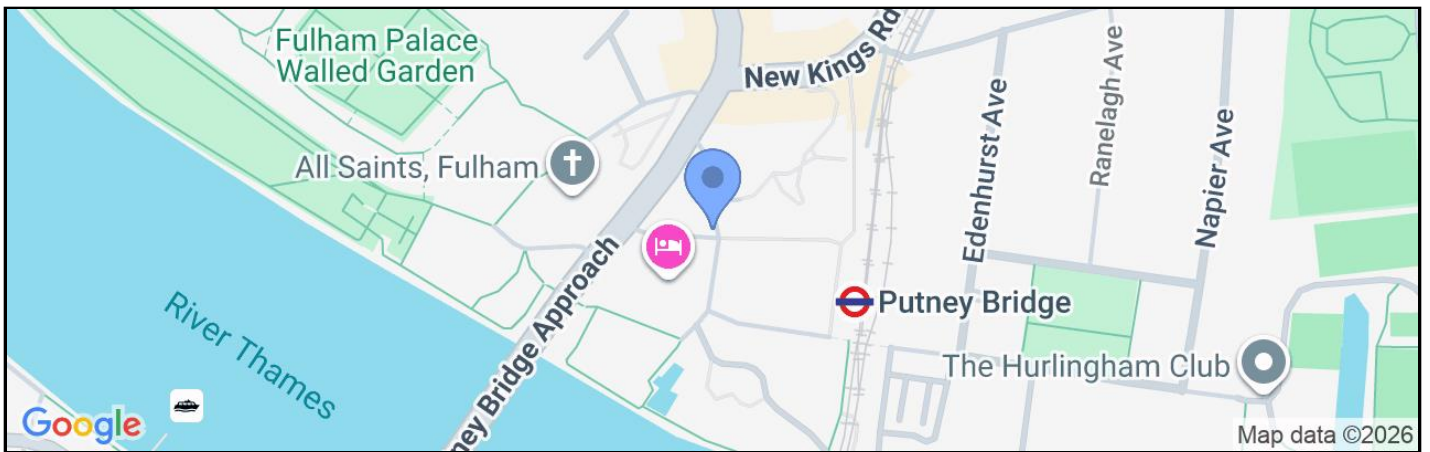 Fulham Palace
Walled Garden
New Kings Rd
Ranelagh Ave
Edenhurst Ave
Napier Ave
All Saints, Fulham
Putney Bridge
Bridge Approach
River Thames
The Hurlingham Club
Google
Map data ©2026